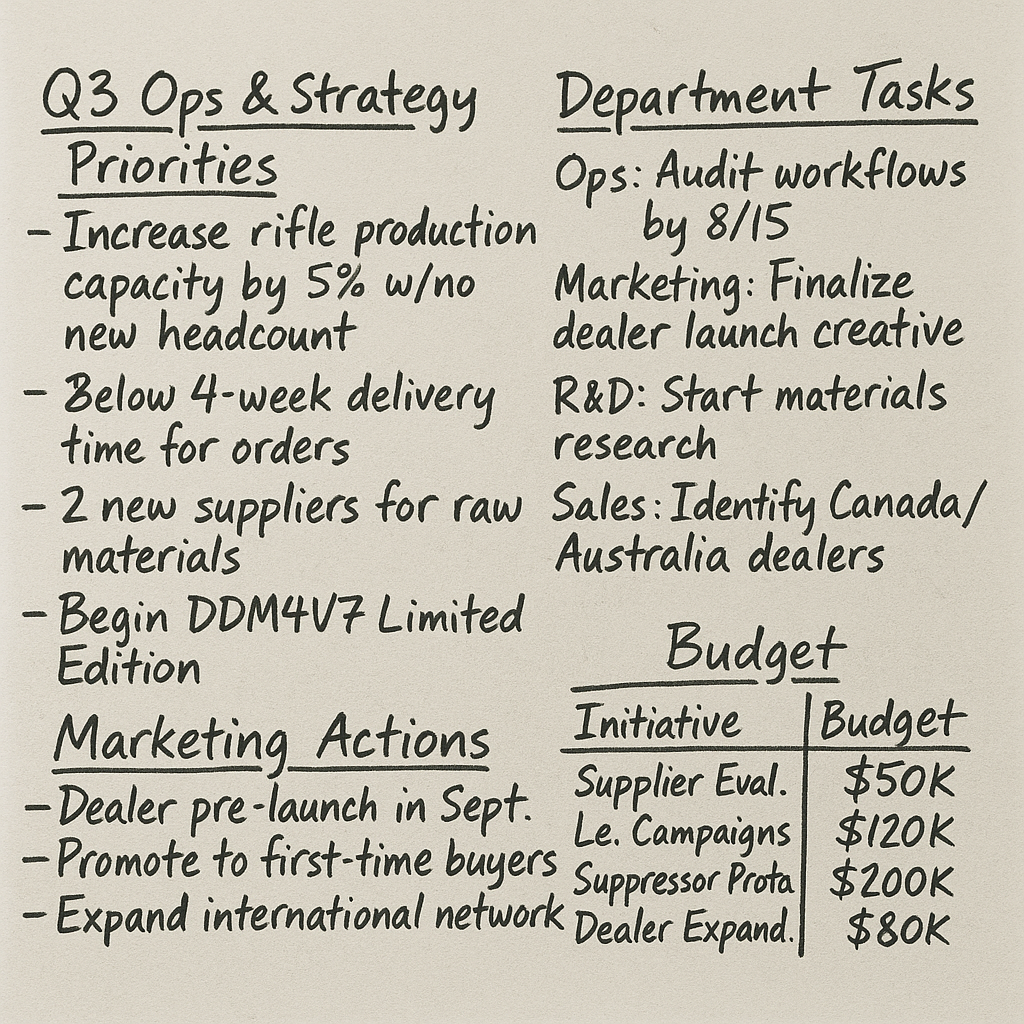 Q3 Ops & Strategy
Priorities
- Increase rifle production
capacity by 5% w/no
new headcount
- Below 4-week delivery
time for orders
- 2 new suppliers for raw
materials
- Begin DDM4V7 Limited
Edition
Marketing Actions
- Dealer pre-launch in Sept.
- Promote to first-time buyers
- Expand international network
Department Tasks
Ops: Audit workflows
by 8/15
Marketing: Finalize
dealer launch creative
R&D: Start materials
research
Sales: Identify Canada/
Australia dealers
Budget
Initiative Budget
Supplier Eval. $50K
Le. Campaigns $120K
Suppressor Prota $200K
Dealer Expand. $80K